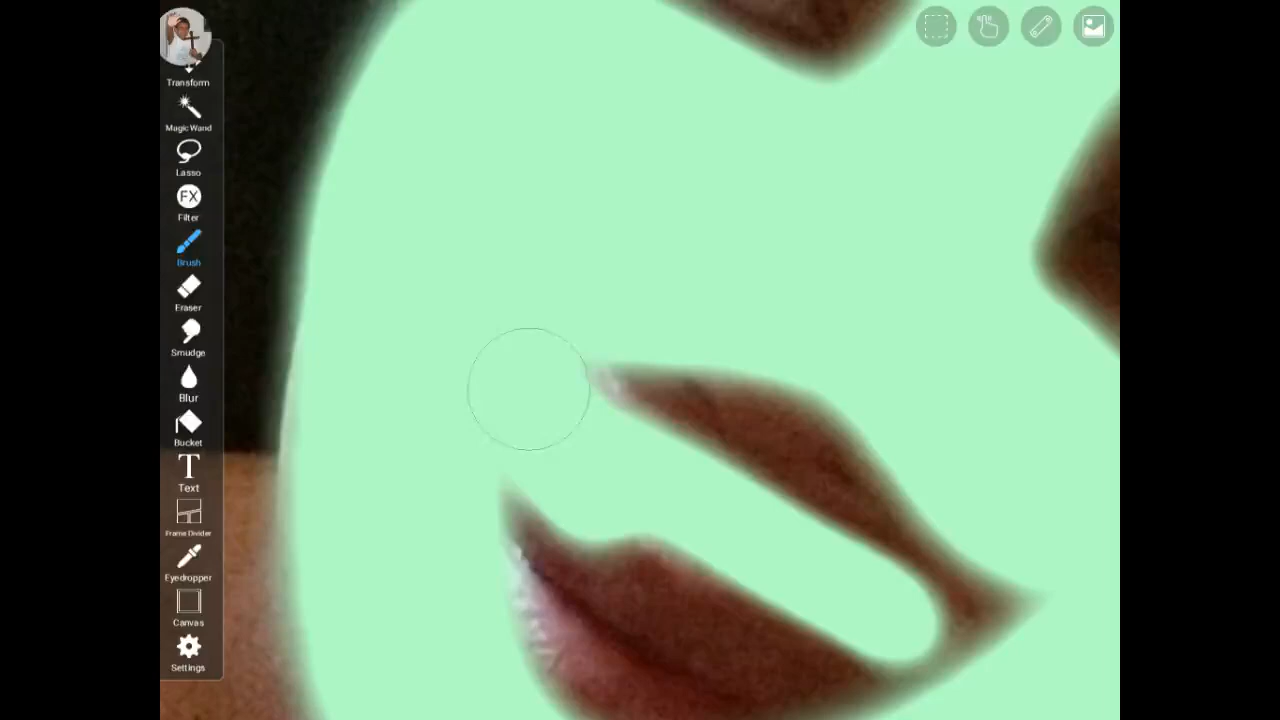 Transform
Magic Wand
Lasso
FX
Filter
Brush
Eraser
Smudge
Blur
Bucket
T
Text
Frame Divider
Eyedropper
Canvas
Settings